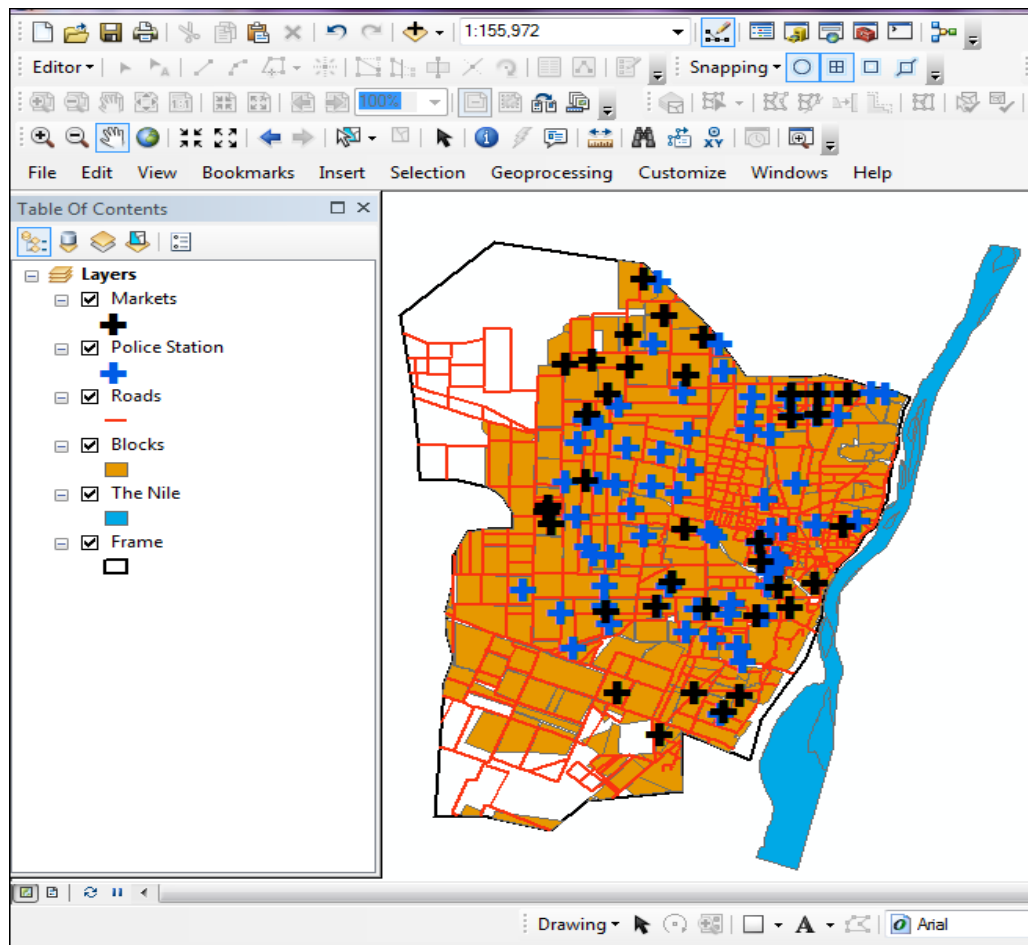 1:155,972
Editor Snapping
100%
XY
File Edit View Bookmarks Insert Selection Geoprocessing Customize Windows Help
Table Of Contents
Layers
Markets
Police Station
Roads
Blocks
The Nile
Frame
Drawing A Arial